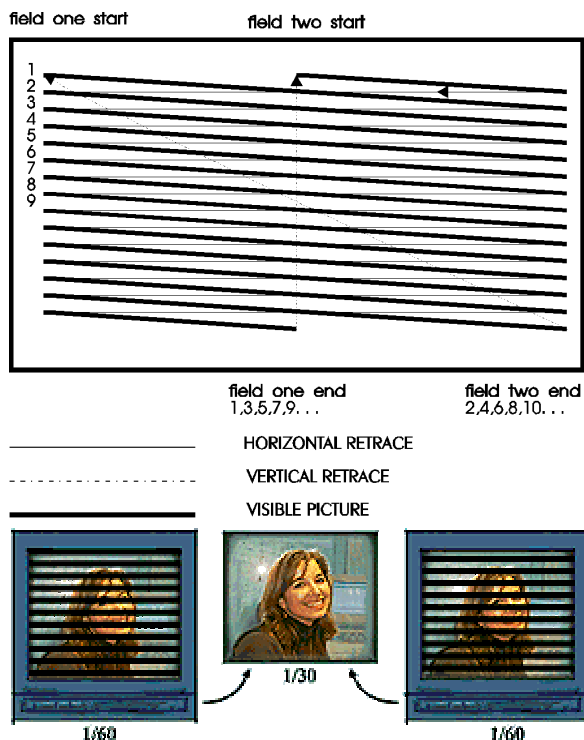 field one start
field two start
1
2
3
4
5
6
7
8
9
field one end
1,3,5,7,9. . .
field two end
2,4,6,8,10. . .
HORIZONTAL RETRACE
VERTICAL RETRACE
VISIBLE PICTURE
1/30
1/60
1/60